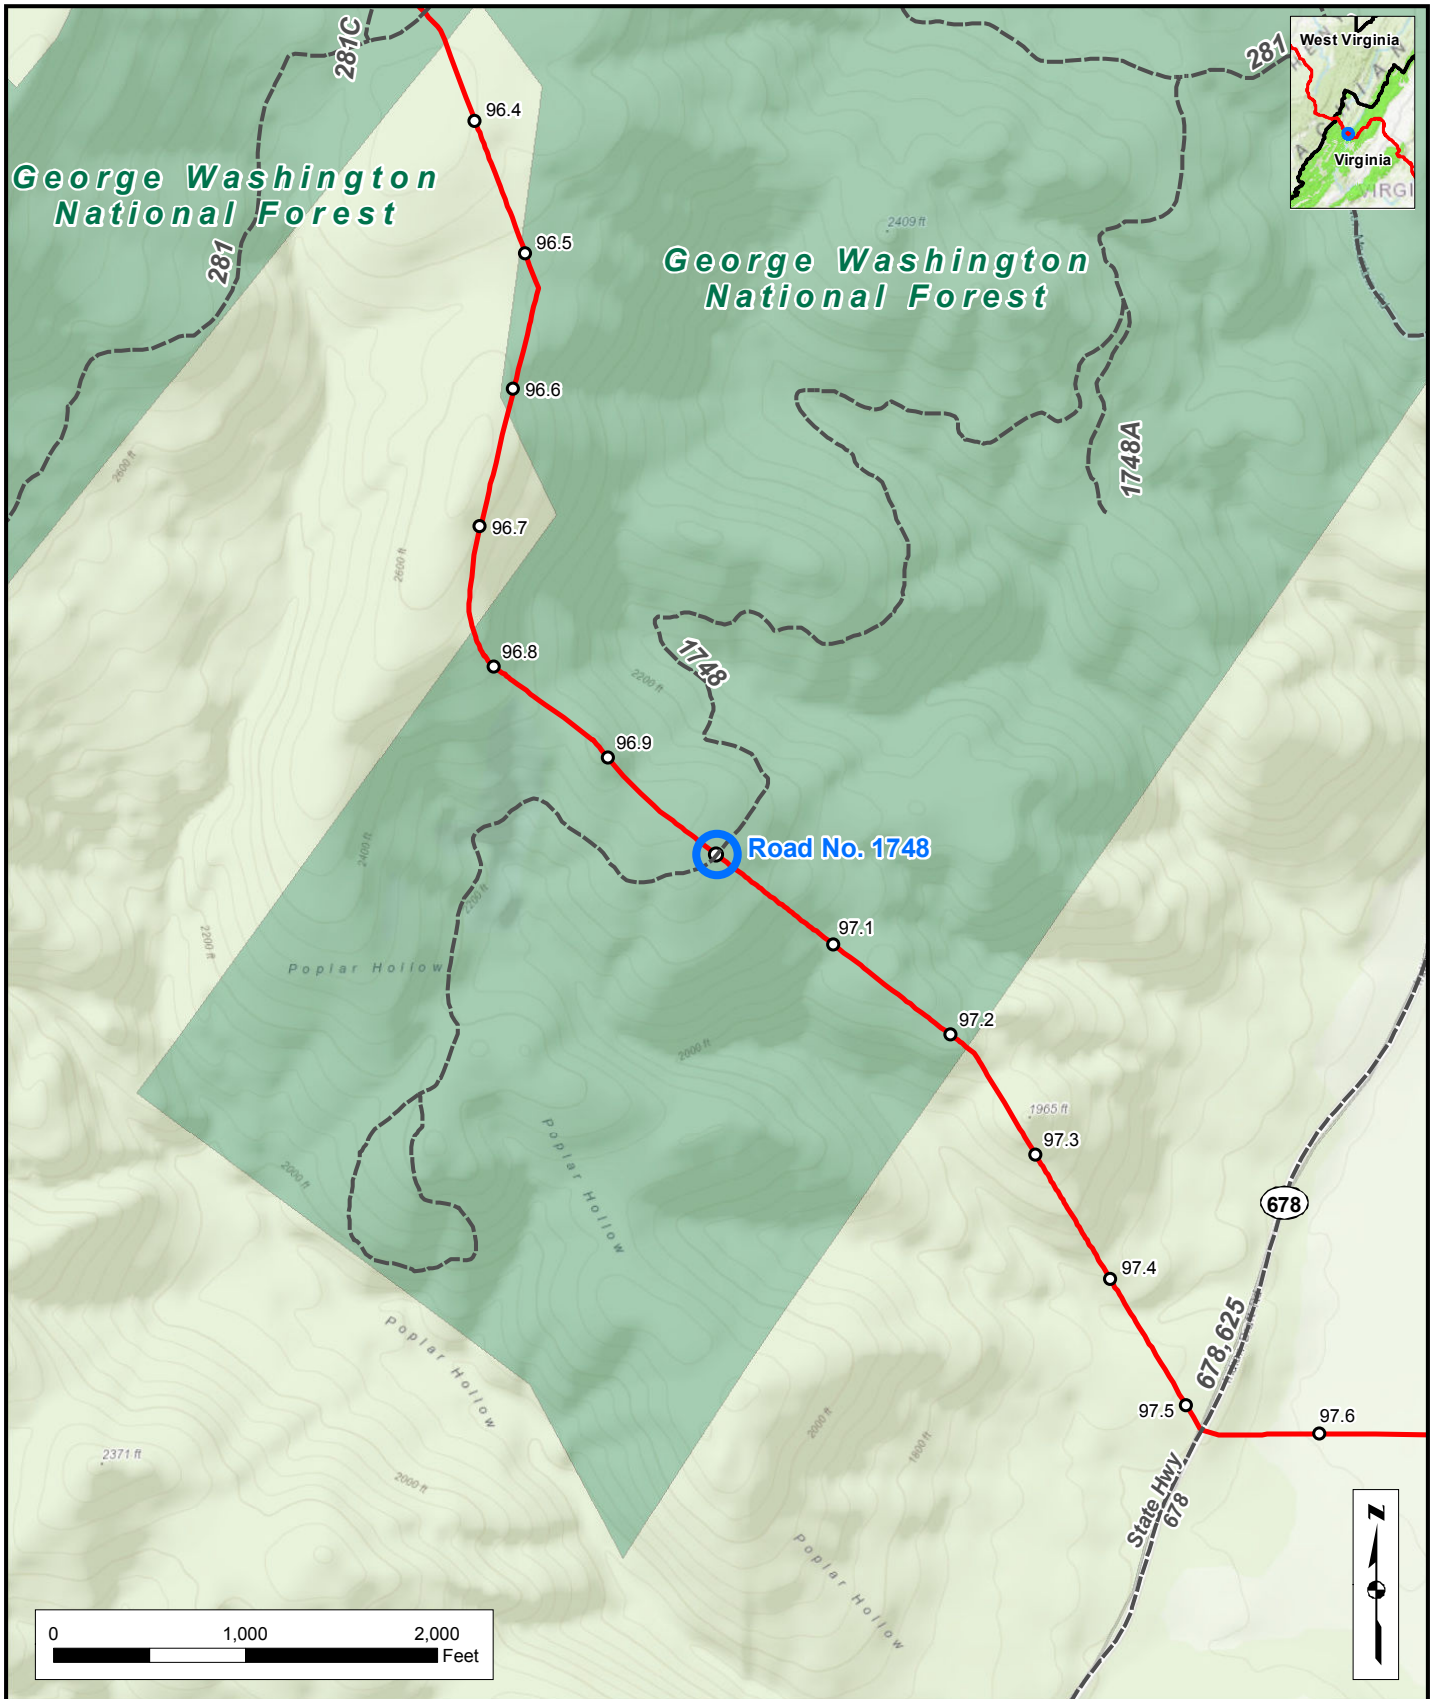 281C
281
West Virginia
Virginia
VIRGI
96.4
George Washington
National Forest
281
96.5
2409 ft
George Washington
National Forest
96.6
2600 ft
1748A
96.7
2600 ft
96.8
1748
2200 ft
96.9
Road No. 1748
2400 ft
2200 ft
2200 ft
97.1
Poplar Hollow
97.2
2000 ft
1965 ft
Poplar Hollow
97.3
2000 ft
678
97.4
678, 625
Poplar Hollow
97.5
97.6
2000 ft
1800 ft
2371 ft
2000 ft
State Hwy
678
Poplar Hollow
N
0
1,000
2,000
Feet